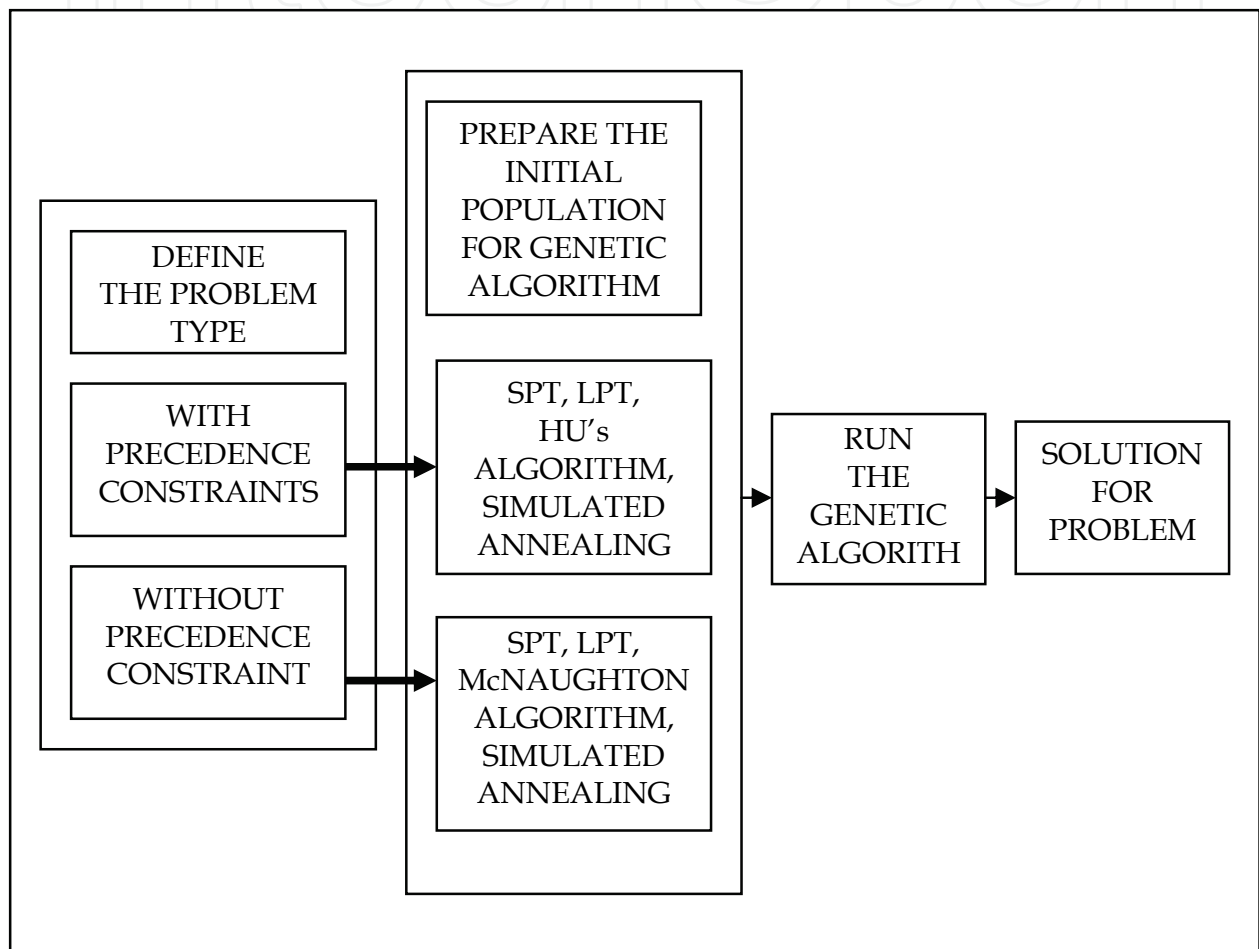 DEFINE
THE PROBLEM
TYPE
WITH
PRECEDENCE
CONSTRAINTS
WITHOUT
PRECEDENCE
CONSTRAINT
PREPARE THE
INITIAL
POPULATION
FOR GENETIC
ALGORITHM
SPT, LPT,
HU's
ALGORITHM,
SIMULATED
ANNEALING
SPT, LPT,
McNAUGHTON
ALGORITHM,
SIMULATED
ANNEALING
RUN
THE
GENETIC
ALGORITH
SOLUTION
FOR
PROBLEM